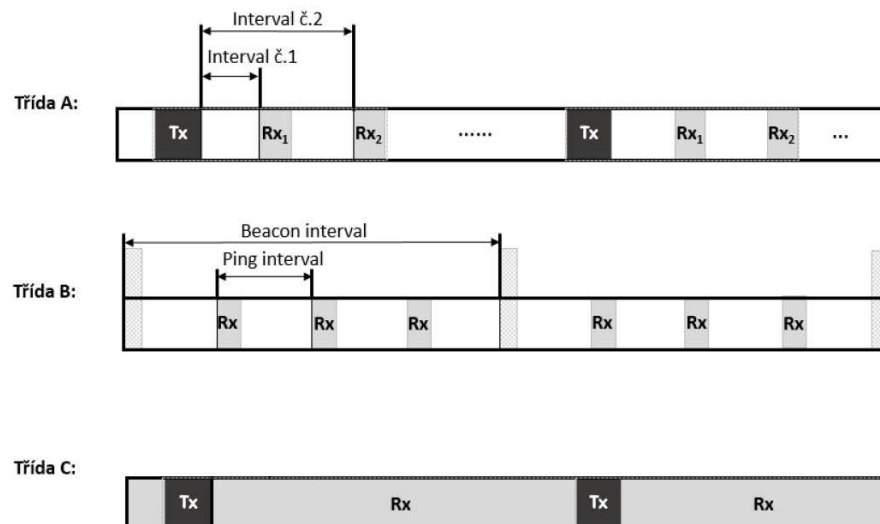 Interval č.2
Interval č.1
Třída A:
Tx Rx₁ Rx₂ ...... Tx Rx₁ Rx₂ ...
Beacon interval
Ping interval
Třída B:
Rx Rx Rx Rx Rx Rx
Třída C:
Tx Rx Tx Rx